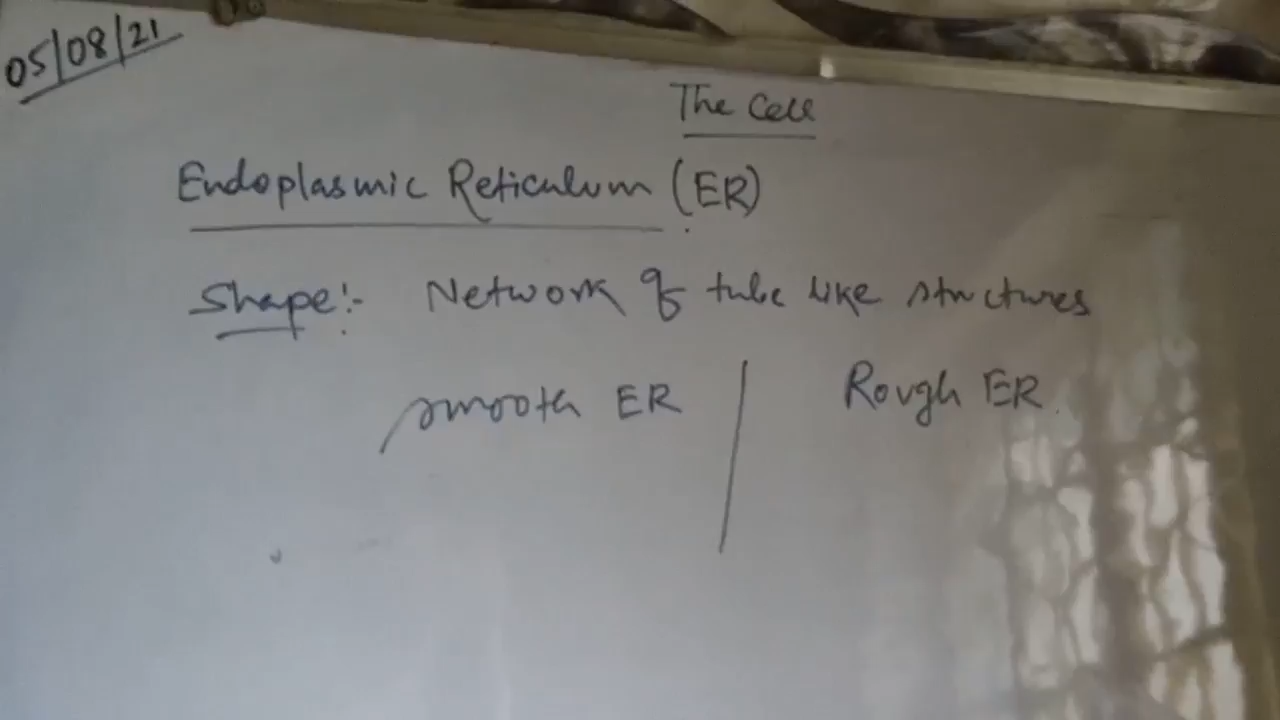 05/08/21
The Cell
Endoplasmic Reticulum (ER)
Shape:- Network of tube like structures
smooth ER | Rough ER